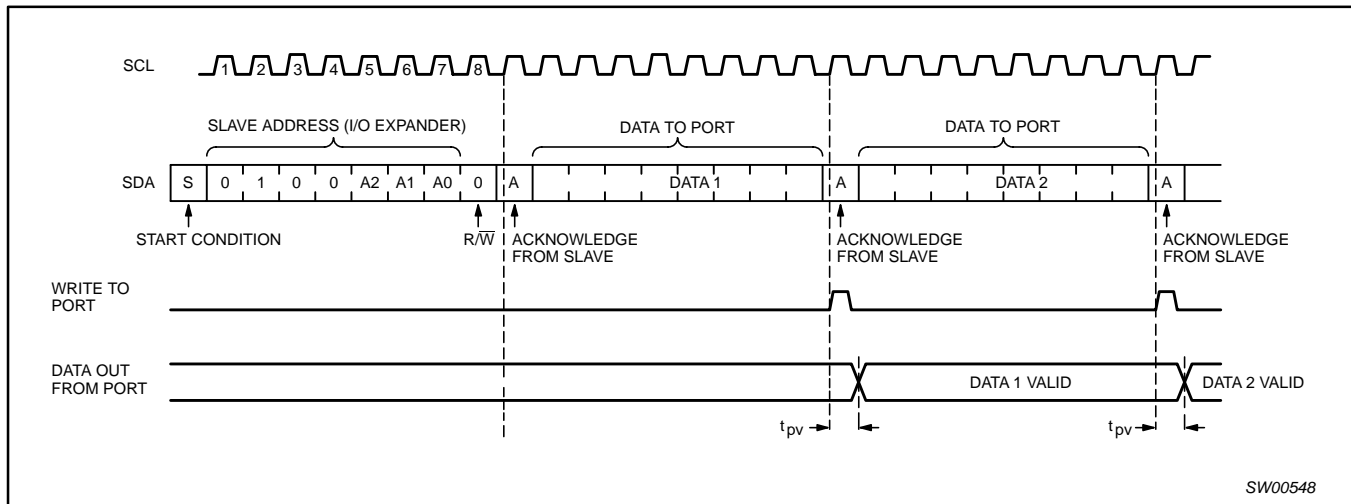 SCL
1 2 3 4 5 6 7 8
SLAVE ADDRESS (I/O EXPANDER) DATA TO PORT DATA TO PORT
SDA S 0 1 0 0 A2 A1 A0 0 A DATA 1 A DATA 2 A
START CONDITION R/W̅ ACKNOWLEDGE FROM SLAVE ACKNOWLEDGE FROM SLAVE ACKNOWLEDGE FROM SLAVE
WRITE TO PORT
DATA OUT FROM PORT DATA 1 VALID DATA 2 VALID
tpv tpv
SW00548